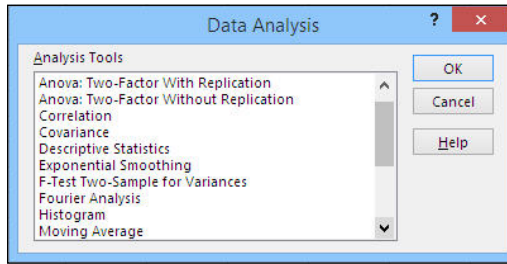 Data Analysis
?
×
Analysis Tools
Anova: Two-Factor With Replication
Anova: Two-Factor Without Replication
Correlation
Covariance
Descriptive Statistics
Exponential Smoothing
F-Test Two-Sample for Variances
Fourier Analysis
Histogram
Moving Average
OK
Cancel
Help